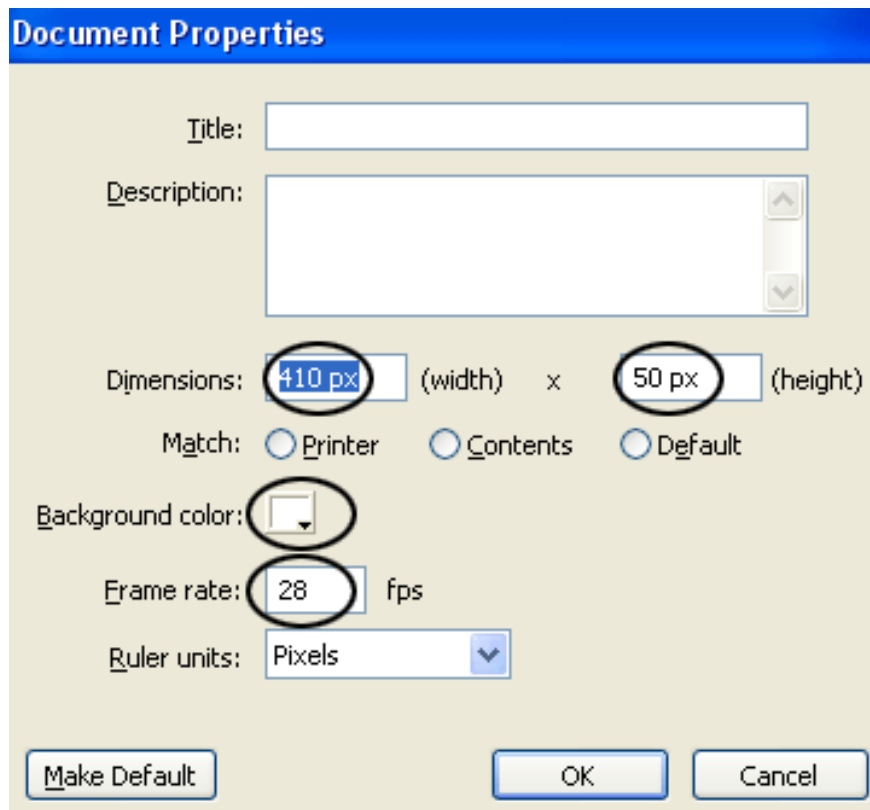 Document Properties
Title:
Description:
Dimensions: 410 px (width) x 50 px (height)
Match: Printer Contents Default
Background color:
Frame rate: 28 fps
Ruler units: Pixels
Make Default OK Cancel